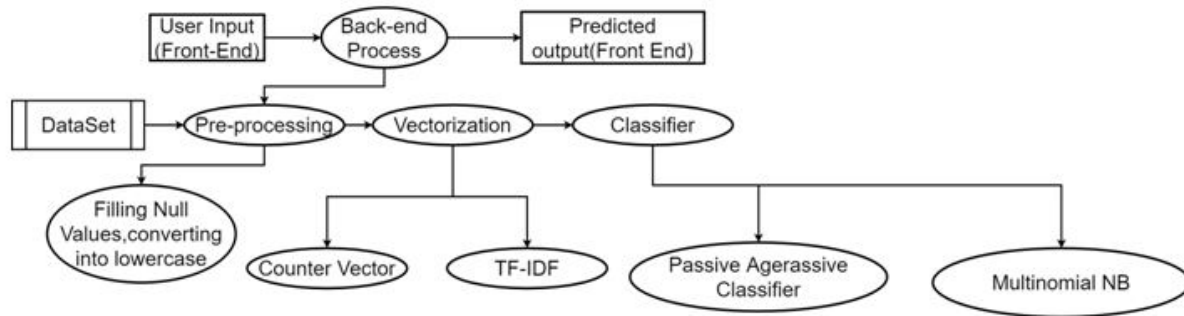 User Input
(Front-End)
Back-end
Process
Predicted
output(Front End)
DataSet
Pre-processing
Vectorization
Classifier
Filling Null
Values,converting
into lowercase
Counter Vector
TF-IDF
Passive Agerassive
Classifier
Multinomial NB